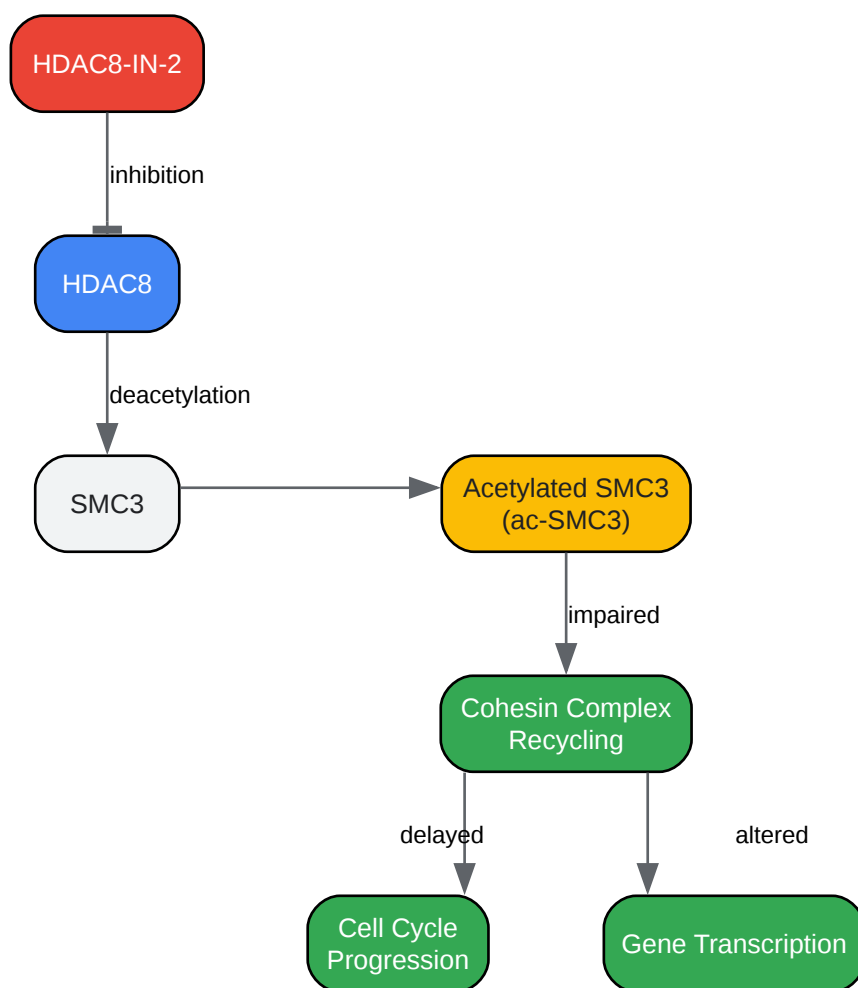 HDAC8-IN-2
inhibition
HDAC8
deacetylation
SMC3
Acetylated SMC3
(ac-SMC3)
impaired
Cohesin Complex
Recycling
delayed
altered
Cell Cycle
Progression
Gene Transcription